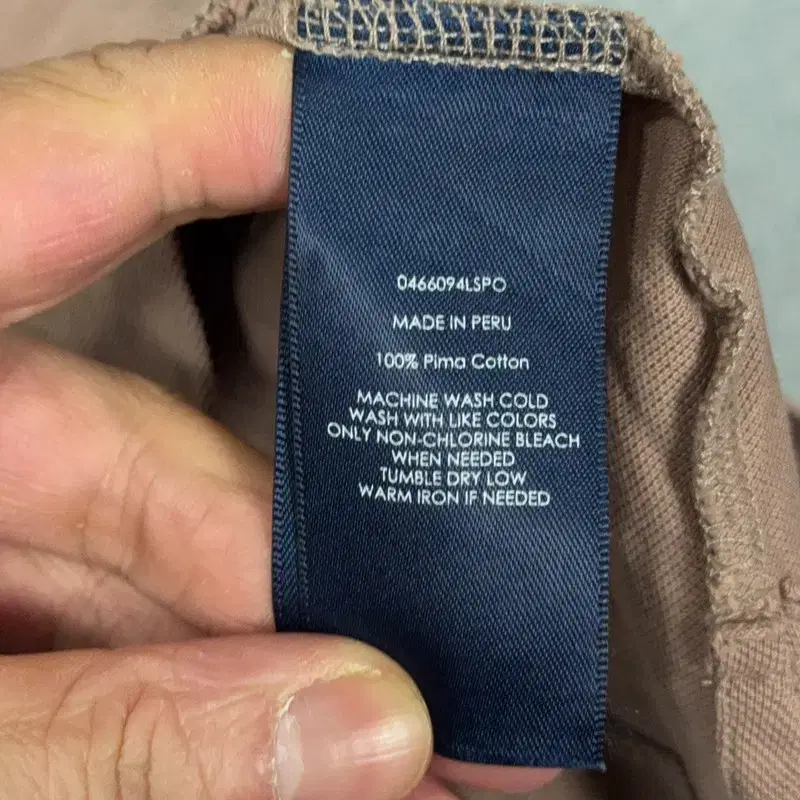 0466094LSPO
MADE IN PERU
100% Pima Cotton
MACHINE WASH COLD
WASH WITH LIKE COLORS
ONLY NON-CHLORINE BLEACH
WHEN NEEDED
TUMBLE DRY LOW
WARM IRON IF NEEDED